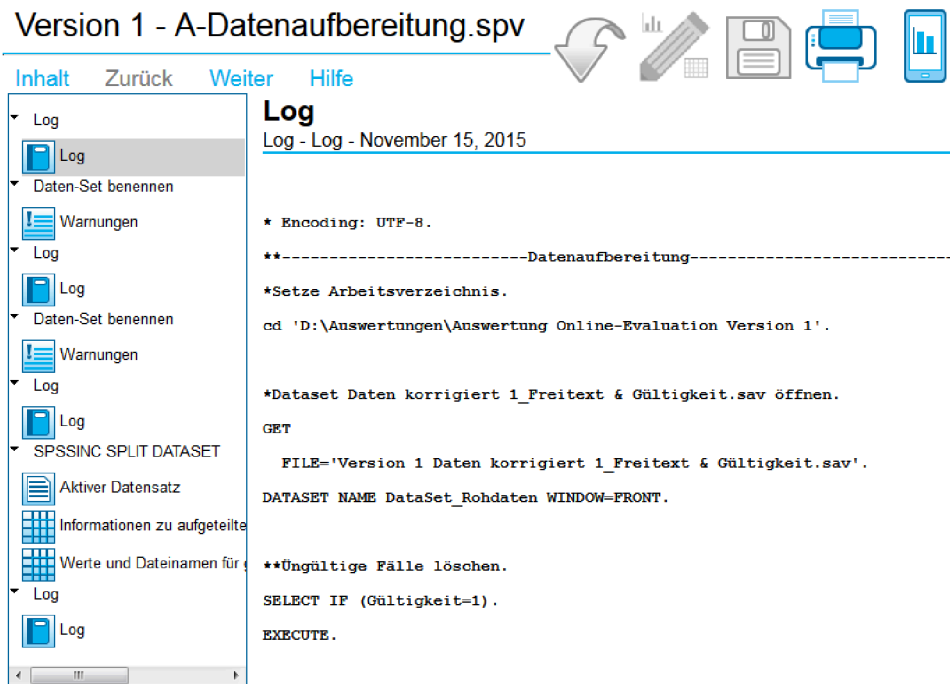 Version 1 - A-Datenaufbereitung.spv
Inhalt Zurück Weiter Hilfe
Log
Log
Daten-Set benennen
Warnungen
Log
Log
Daten-Set benennen
Warnungen
Log
Log
SPSSINC SPLIT DATASET
Aktiver Datensatz
Informationen zu aufgeteilte
Werte und Dateinamen für
Log
Log
Log
Log - Log - November 15, 2015
* Encoding: UTF-8.
**--------------------------Datenaufbereitung----------------------------
*Setze Arbeitsverzeichnis.
cd 'D:\Auswertungen\Auswertung Online-Evaluation Version 1'.
*Dataset Daten korrigiert 1_Freitext & Gültigkeit.sav öffnen.
GET
FILE='Version 1 Daten korrigiert 1_Freitext & Gültigkeit.sav'.
DATASET NAME DataSet_Rohdaten WINDOW=FRONT.
**Üngültige Fälle löschen.
SELECT IF (Gültigkeit=1).
EXECUTE.